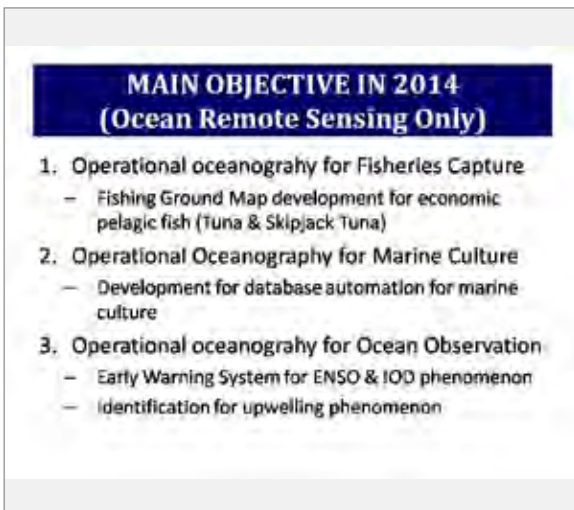 MAIN OBJECTIVE IN 2014
(Ocean Remote Sensing Only)
1. Operational oceanograhy for Fisheries Capture
– Fishing Ground Map development for economic
pelagic fish (Tuna & Skipjack Tuna)
2. Operational Oceanography for Marine Culture
– Development for database automation for marine
culture
3. Operational oceanograhy for Ocean Observation
– Early Warning System for ENSO & IOD phenomenon
– Identification for upwelling phenomenon